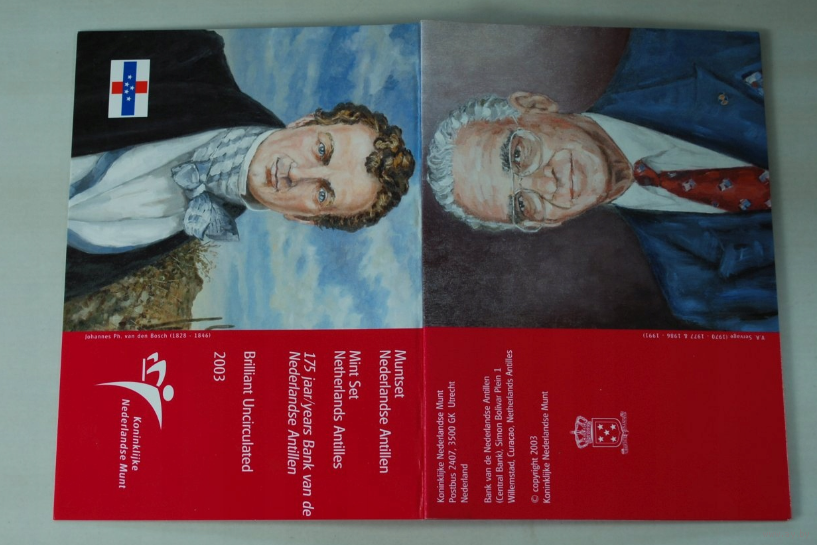 Johannes Ph. van den Bosch (1828 - 1844)
Muntset
Nederlandse Antillen
Mint Set
Netherlands Antilles
175 jaar/years Bank van de
Nederlandse Antillen
Brilliant Uncirculated
2003
Koninklijke
Nederlandse Munt
Koninklijke Nederlandse Munt
Postbus 2407, 3500 GK Utrecht
Nederland
Bank van de Nederlandse Antillen
(Central Bank), Simon Bolivar Plein 1
Willemstad, Curacao, Netherlands Antilles
© copyright 2003
Koninklijke Nederlandse Munt